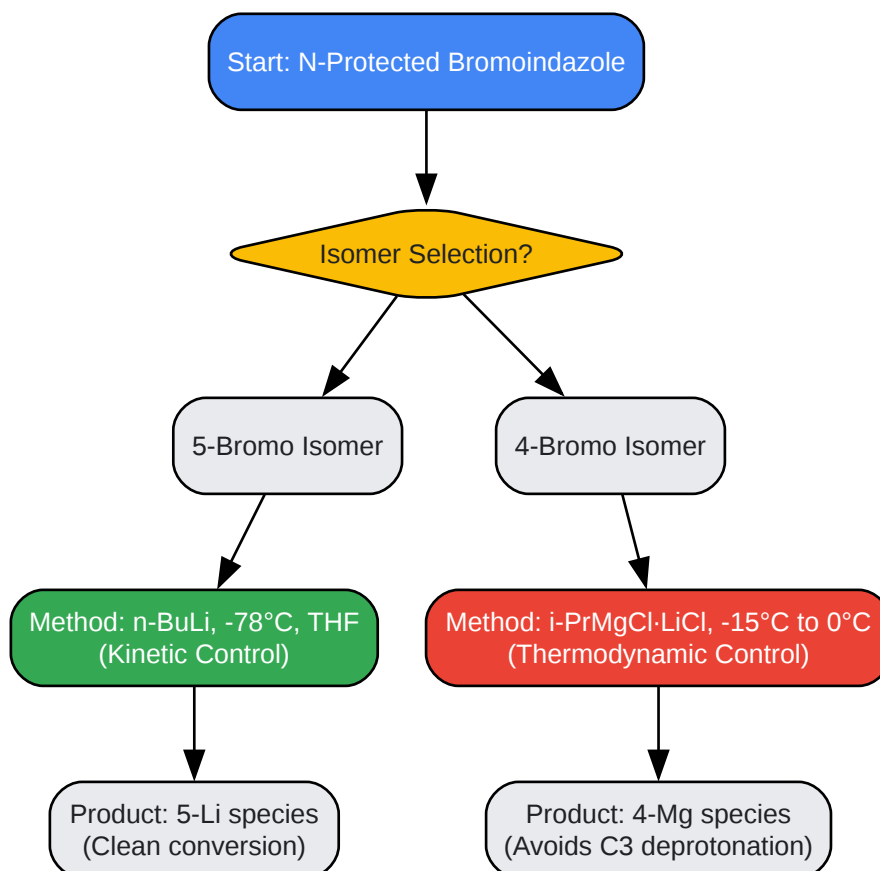 Start: N-Protected Bromoindazole
Isomer Selection?
5-Bromo Isomer
4-Bromo Isomer
Method: n-BuLi, -78°C, THF
(Kinetic Control)
Method: i-PrMgCl·LiCl, -15°C to 0°C
(Thermodynamic Control)
Product: 5-Li species
(Clean conversion)
Product: 4-Mg species
(Avoids C3 deprotonation)